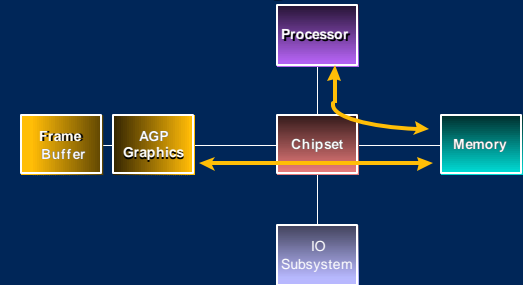 Processor
Frame
Buffer
AGP
Graphics
Chipset
Memory
IO
Subsystem